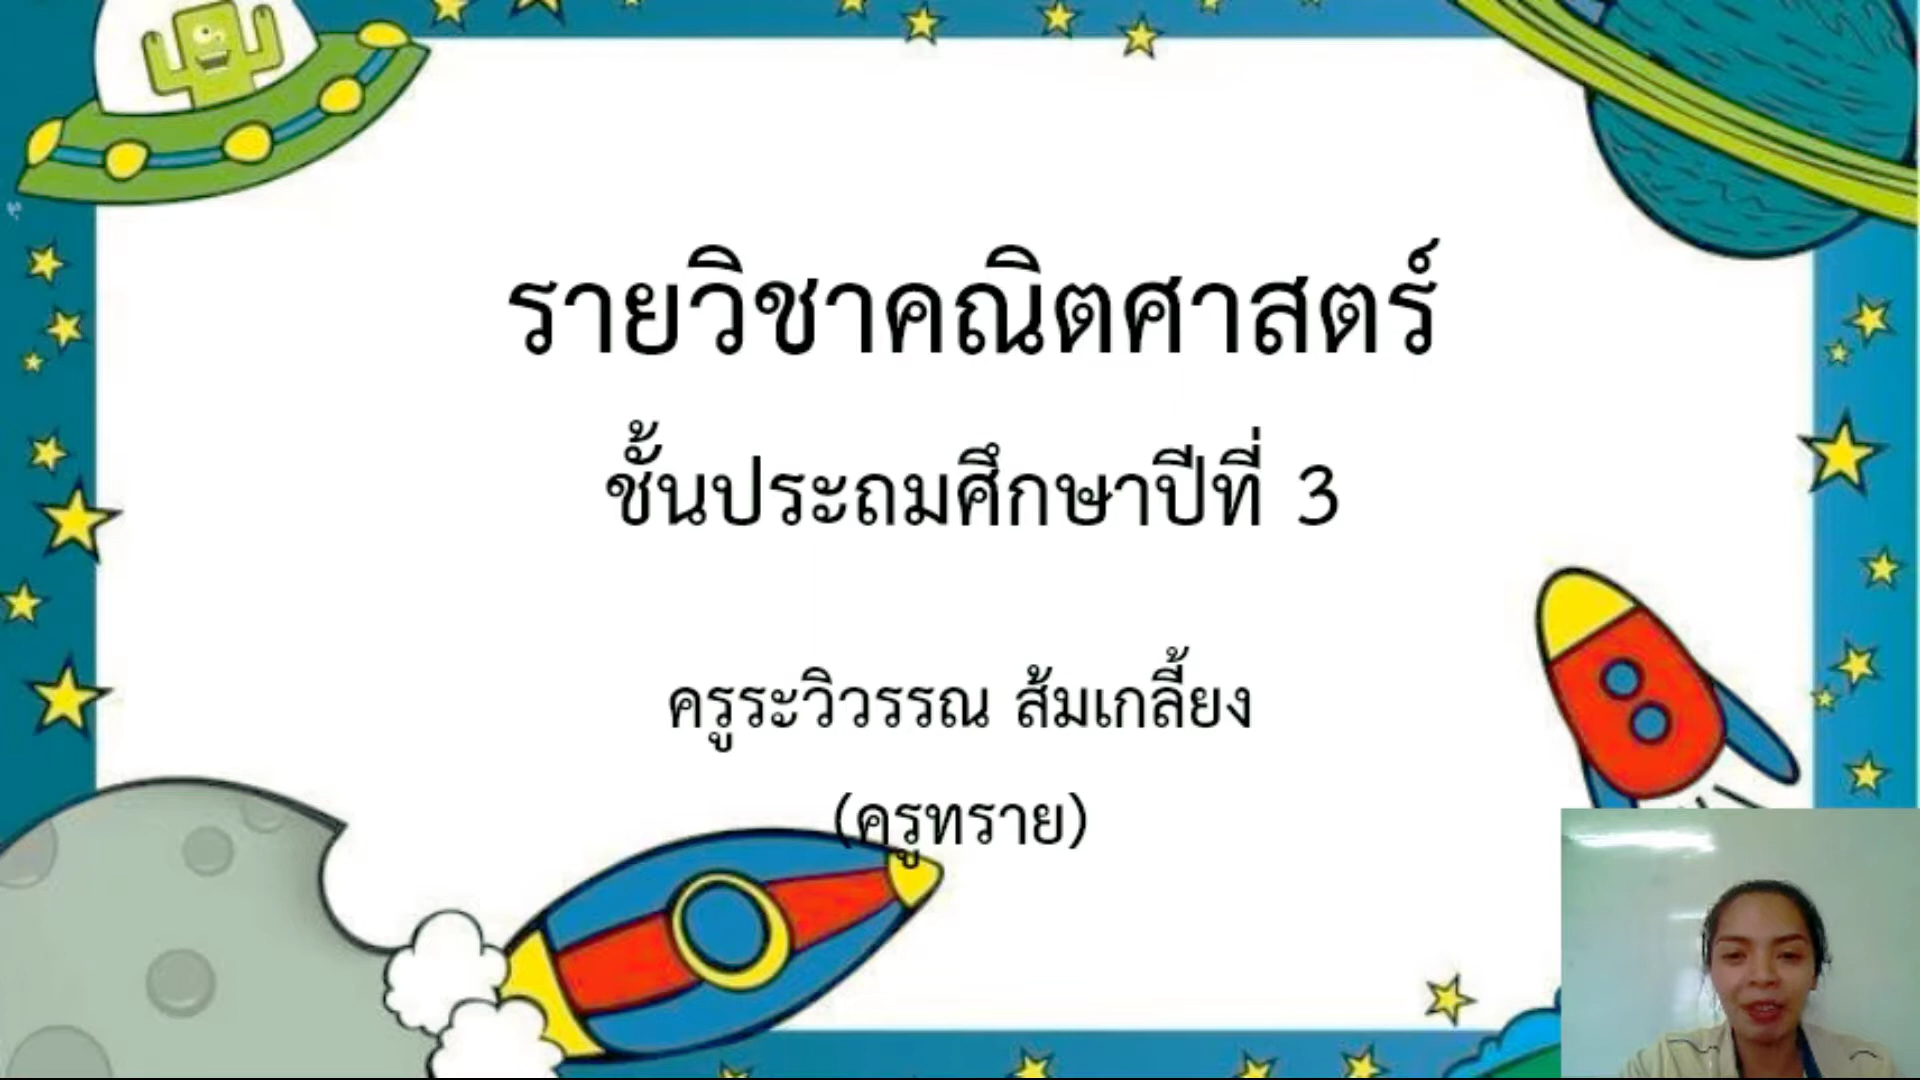 รายวิชาคณิตศาสตร์
ชั้นประถมศึกษาปีที่ 3
ครูระวิวรรณ ส้มเกลี้ยง
(ครูทราย)